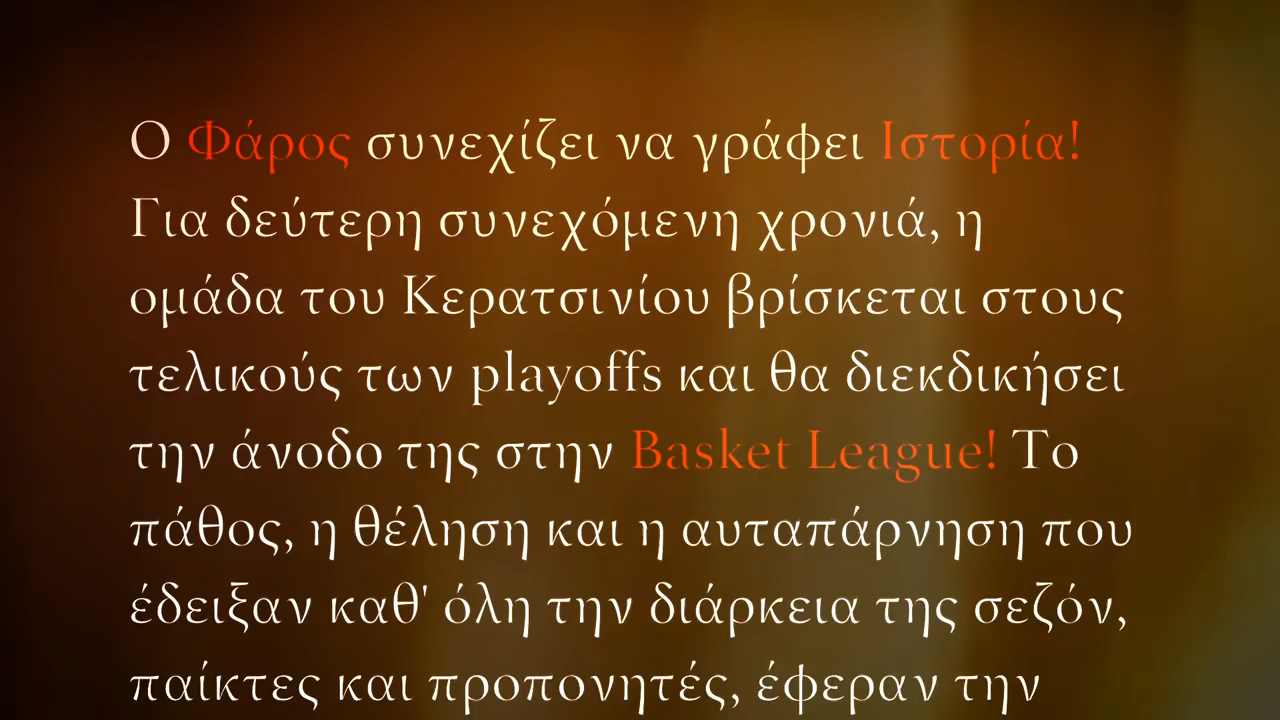 Ο Φάρος συνεχίζει να γράφει Ιστορία!
Για δεύτερη συνεχόμενη χρονιά, η
ομάδα του Κερατσινίου βρίσκεται στους
τελικούς των playoffs και θα διεκδικήσει
την άνοδο της στην Basket League! Το
πάθος, η θέληση και η αυταπάρνηση που
έδειξαν καθ' όλη την διάρκεια της σεζόν,
παίκτες και προπονητές, έφεραν την